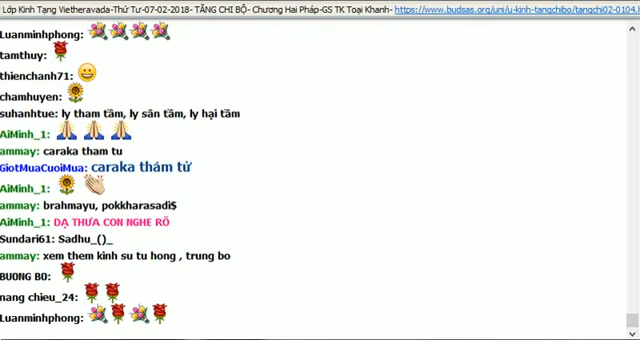 Lớp Kinh Tạng Vietheravada-Thứ Tư-07-02-2018- TĂNG CHI BỘ- Chương Hai Pháp-GS TK Toại Khanh- https://www.budsas.org/uni/u-kinh-tangchibo/tangchi02-0104.h
Luanminhphong:
tamthuy:
thienchanh71:
chamhuyen:
suhanhtue: ly tham tầm, ly sân tầm, ly hại tầm
AiMinh_1:
ammay: caraka tham tu
GiotMuaCuoiMua: caraka thám tử
AiMinh_1:
ammay: brahmayu, pokkharasadi$
AiMinh_1: DẠ THƯA CON NGHE RÕ
Sundari61: Sadhu_()_
ammay: xem them kinh su tu hong , trung bo
BUONG BO:
nang chieu_24:
Luanminhphong: